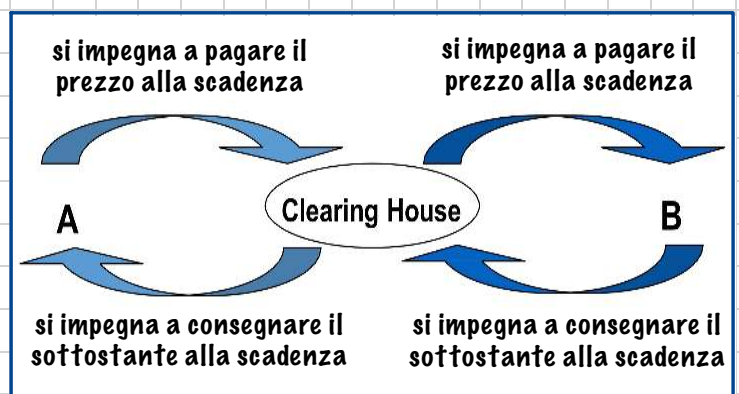 si impegna a pagare il
prezzo alla scadenza
si impegna a pagare il
prezzo alla scadenza
A
Clearing House
B
si impegna a consegnare il
sottostante alla scadenza
si impegna a consegnare il
sottostante alla scadenza